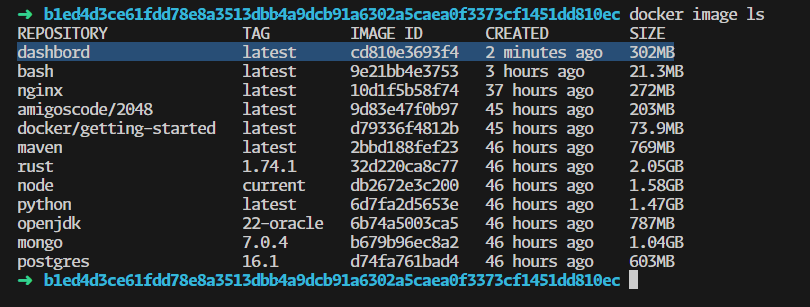 ➜ b1ed4d3ce61fdd78e8a3513dbb4a9dcb91a6302a5caea0f3373cf1451dd810ec docker image ls
REPOSITORY TAG IMAGE ID CREATED SIZE
dashbord latest cd810e3693f4 2 minutes ago 302MB
bash latest 9e21bb4e3753 3 hours ago 21.3MB
nginx latest 10d1f5b58f74 37 hours ago 272MB
amigoscode/2048 latest 9d83e47f0b97 45 hours ago 203MB
docker/getting-started latest d79336f4812b 45 hours ago 73.9MB
maven latest 2bbd188fef23 46 hours ago 769MB
rust 1.74.1 32d220ca8c77 46 hours ago 2.05GB
node current db2672e3c200 46 hours ago 1.58GB
python latest 6d7fa2d5653e 46 hours ago 1.47GB
openjdk 22-oracle 6b74a5003ca5 46 hours ago 787MB
mongo 7.0.4 b679b96ec8a2 46 hours ago 1.04GB
postgres 16.1 d74fa761bad4 46 hours ago 603MB
➜ b1ed4d3ce61fdd78e8a3513dbb4a9dcb91a6302a5caea0f3373cf1451dd810ec